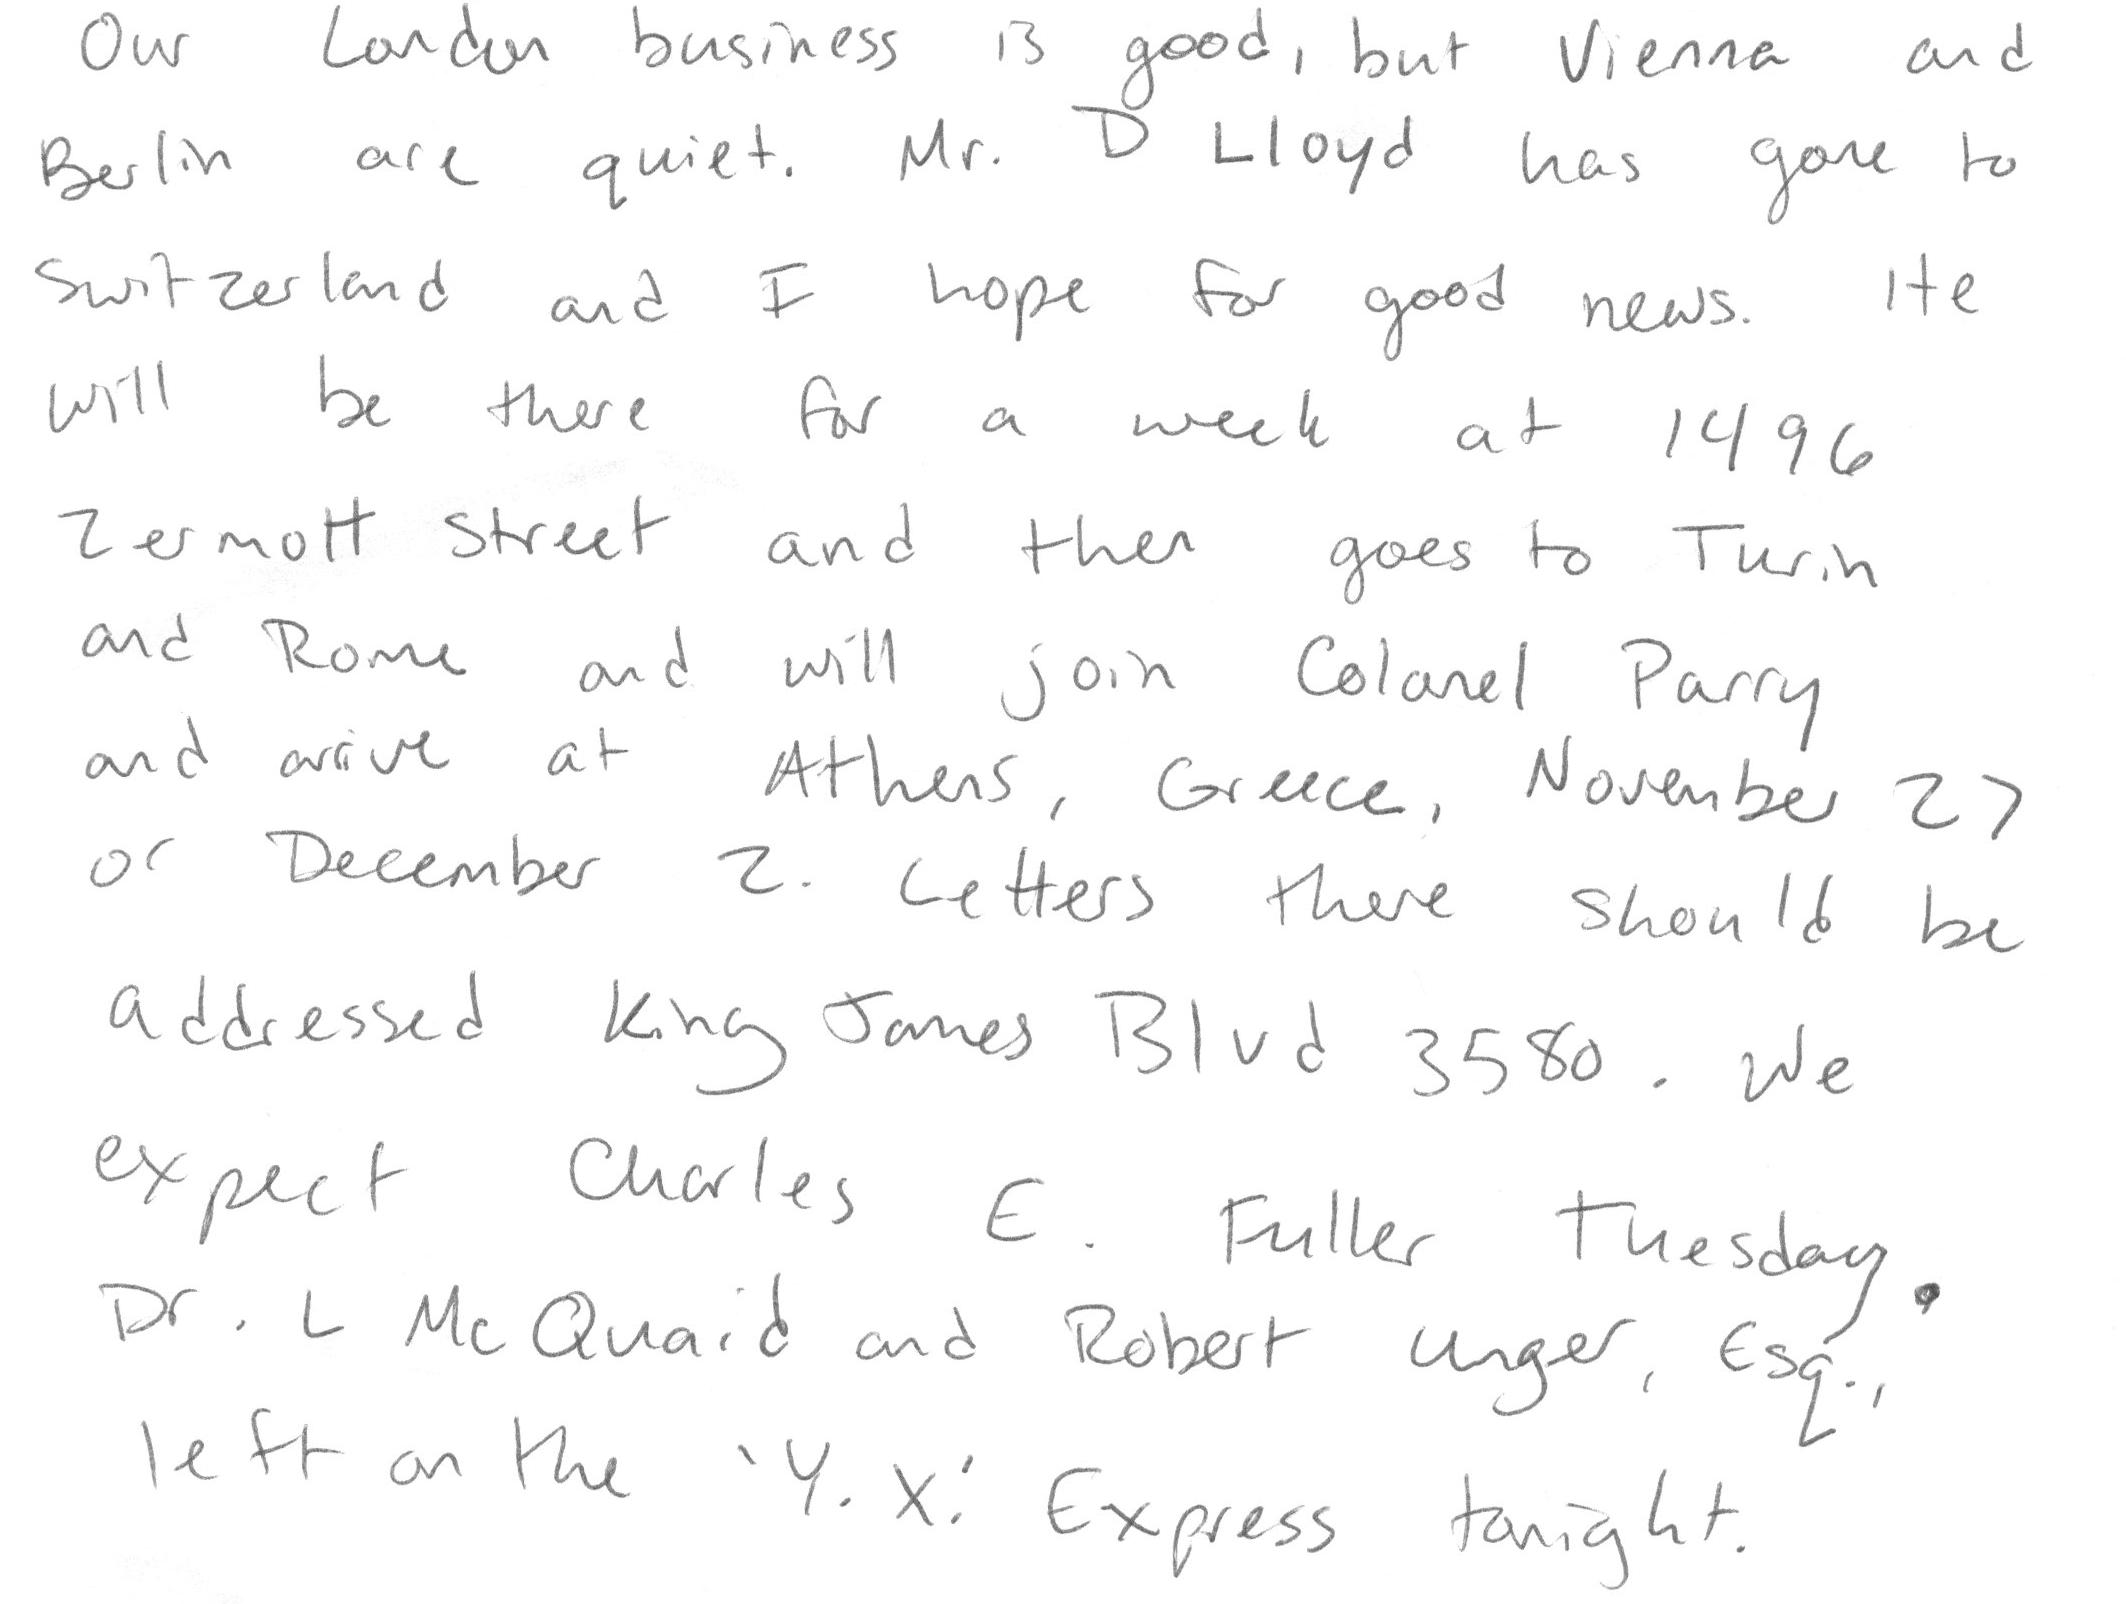 Our London business is good, but Vienna and
Berlin are quiet. Mr. D Lloyd has gone to
Switzerland and I hope for good news. He
will be there for a week at 1496
Zermott Street and then goes to Turin
and Rome and will join Colonel Parry
and arrive at Athens, Greece, November 27
or December 2. Letters there should be
addressed King James Blvd 3580. We
expect Charles E. Fuller Tuesday.
Dr. L McQuaid and Robert Unger, Esq.,
left on the 'Y. X.' Express tonight.